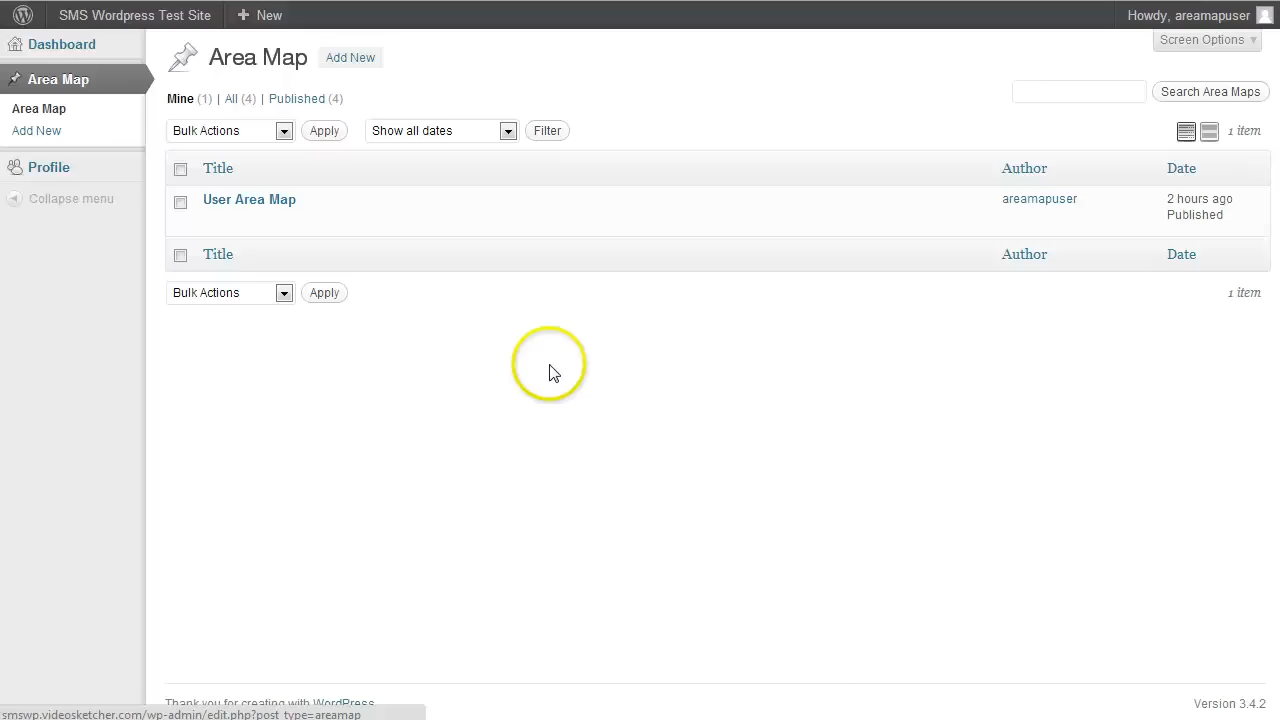 SMS Wordpress Test Site + New Howdy, areamapuser
Dashboard
Screen Options
Area Map
Area Map
Add New
Profile
Collapse menu
Area Map Add New
Mine (1) | All (4) | Published (4)
Search Area Maps
Bulk Actions Apply Show all dates Filter 1 item
Title Author Date
User Area Map areamapuser 2 hours ago
Published
Title Author Date
Bulk Actions Apply 1 item
Thank you for creating with WordPress
Version 3.4.2
smswp.videosketcher.com/wp-admin/edit.php?post_type=areamap